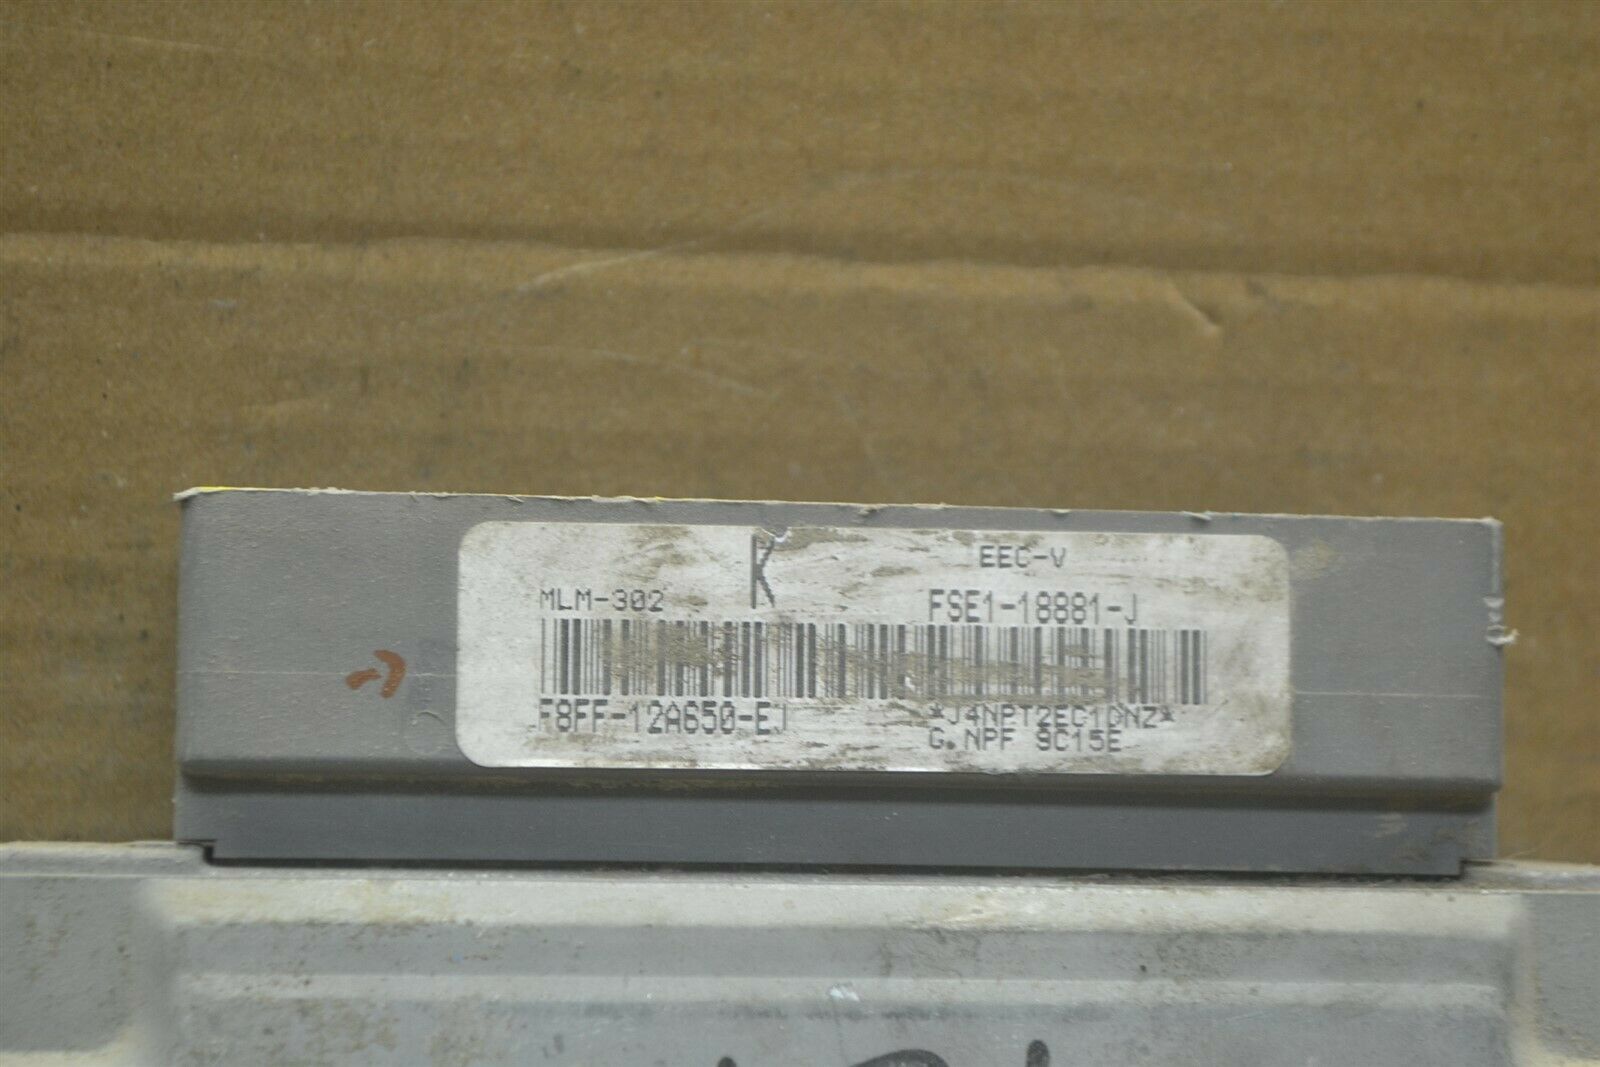 K EEC-V
MLM-302 FSE1-18881-J
F8FF-12A650-EJ *J4NPT2EC1DNZ*
G.NPF 9C15E